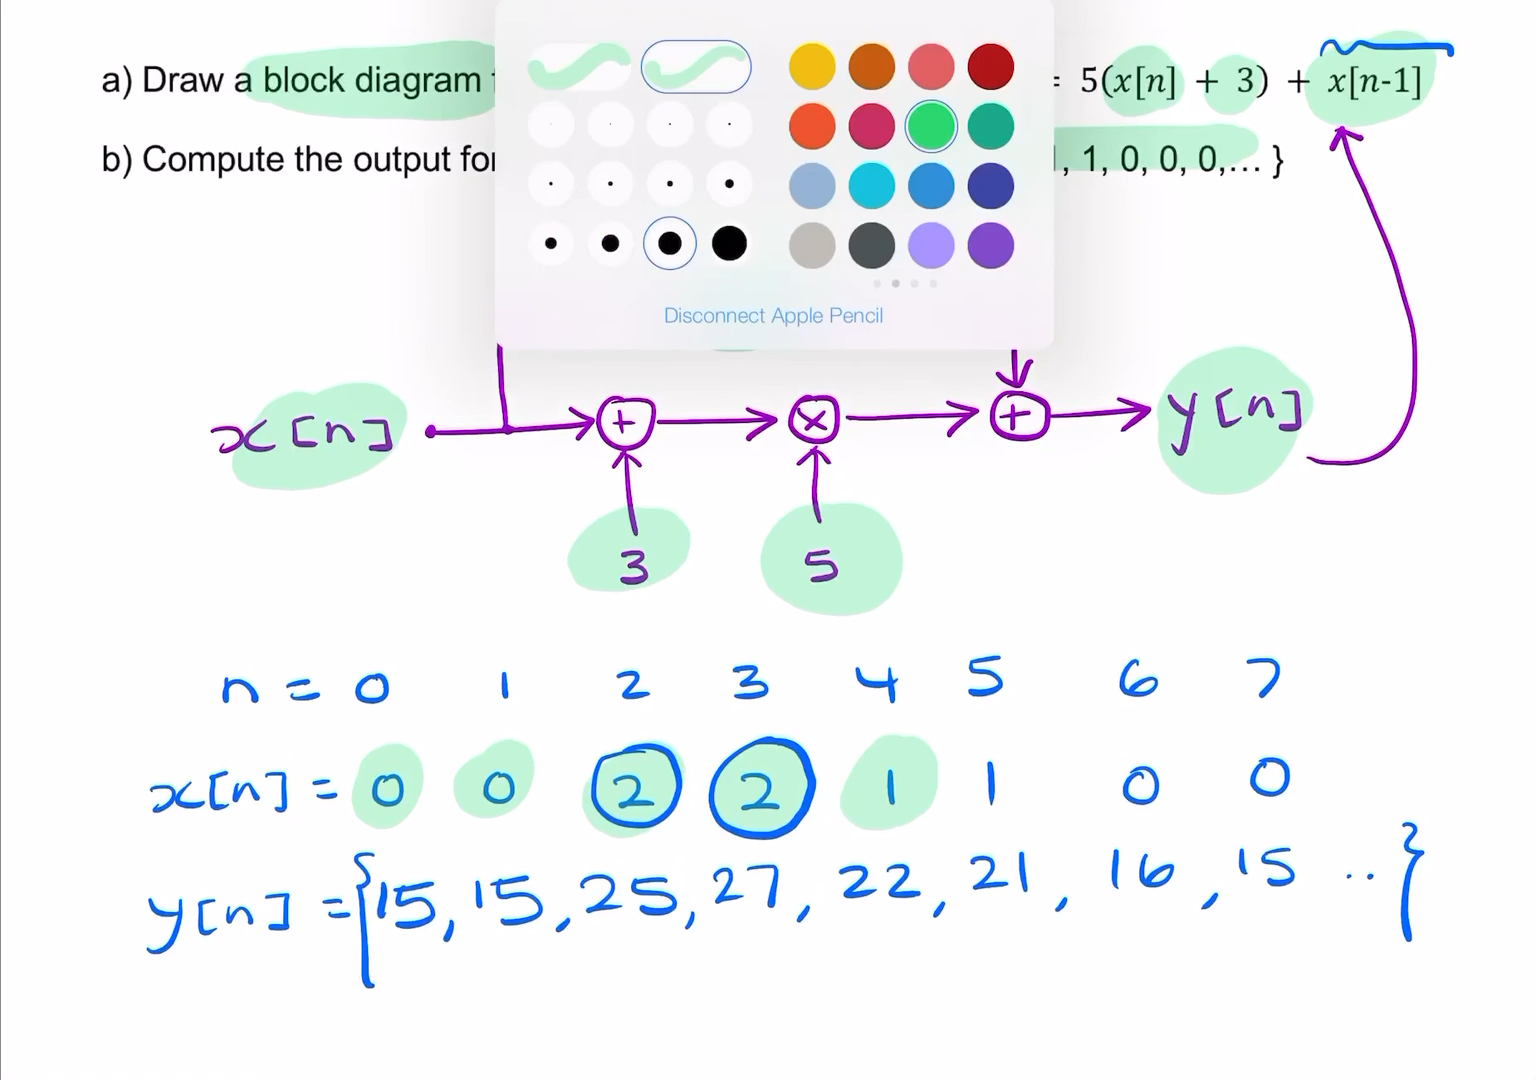 a) Draw a block diagram = 5(x[n] + 3) + x[n-1]
b) Compute the output for , 1, 0, 0, 0,... }
Disconnect Apple Pencil
x[n] + × + y[n]
3 5
n = 0 1 2 3 4 5 6 7
x[n] = 0 0 2 2 1 1 0 0
y[n] = {15, 15, 25, 27, 22, 21, 16, 15 .. }